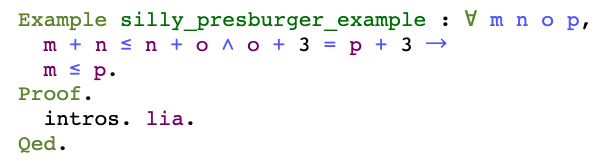 Example silly_presburger_example : ∀ m n o p,
m + n ≤ n + o ∧ o + 3 = p + 3 →
m ≤ p.
Proof.
intros. lia.
Qed.